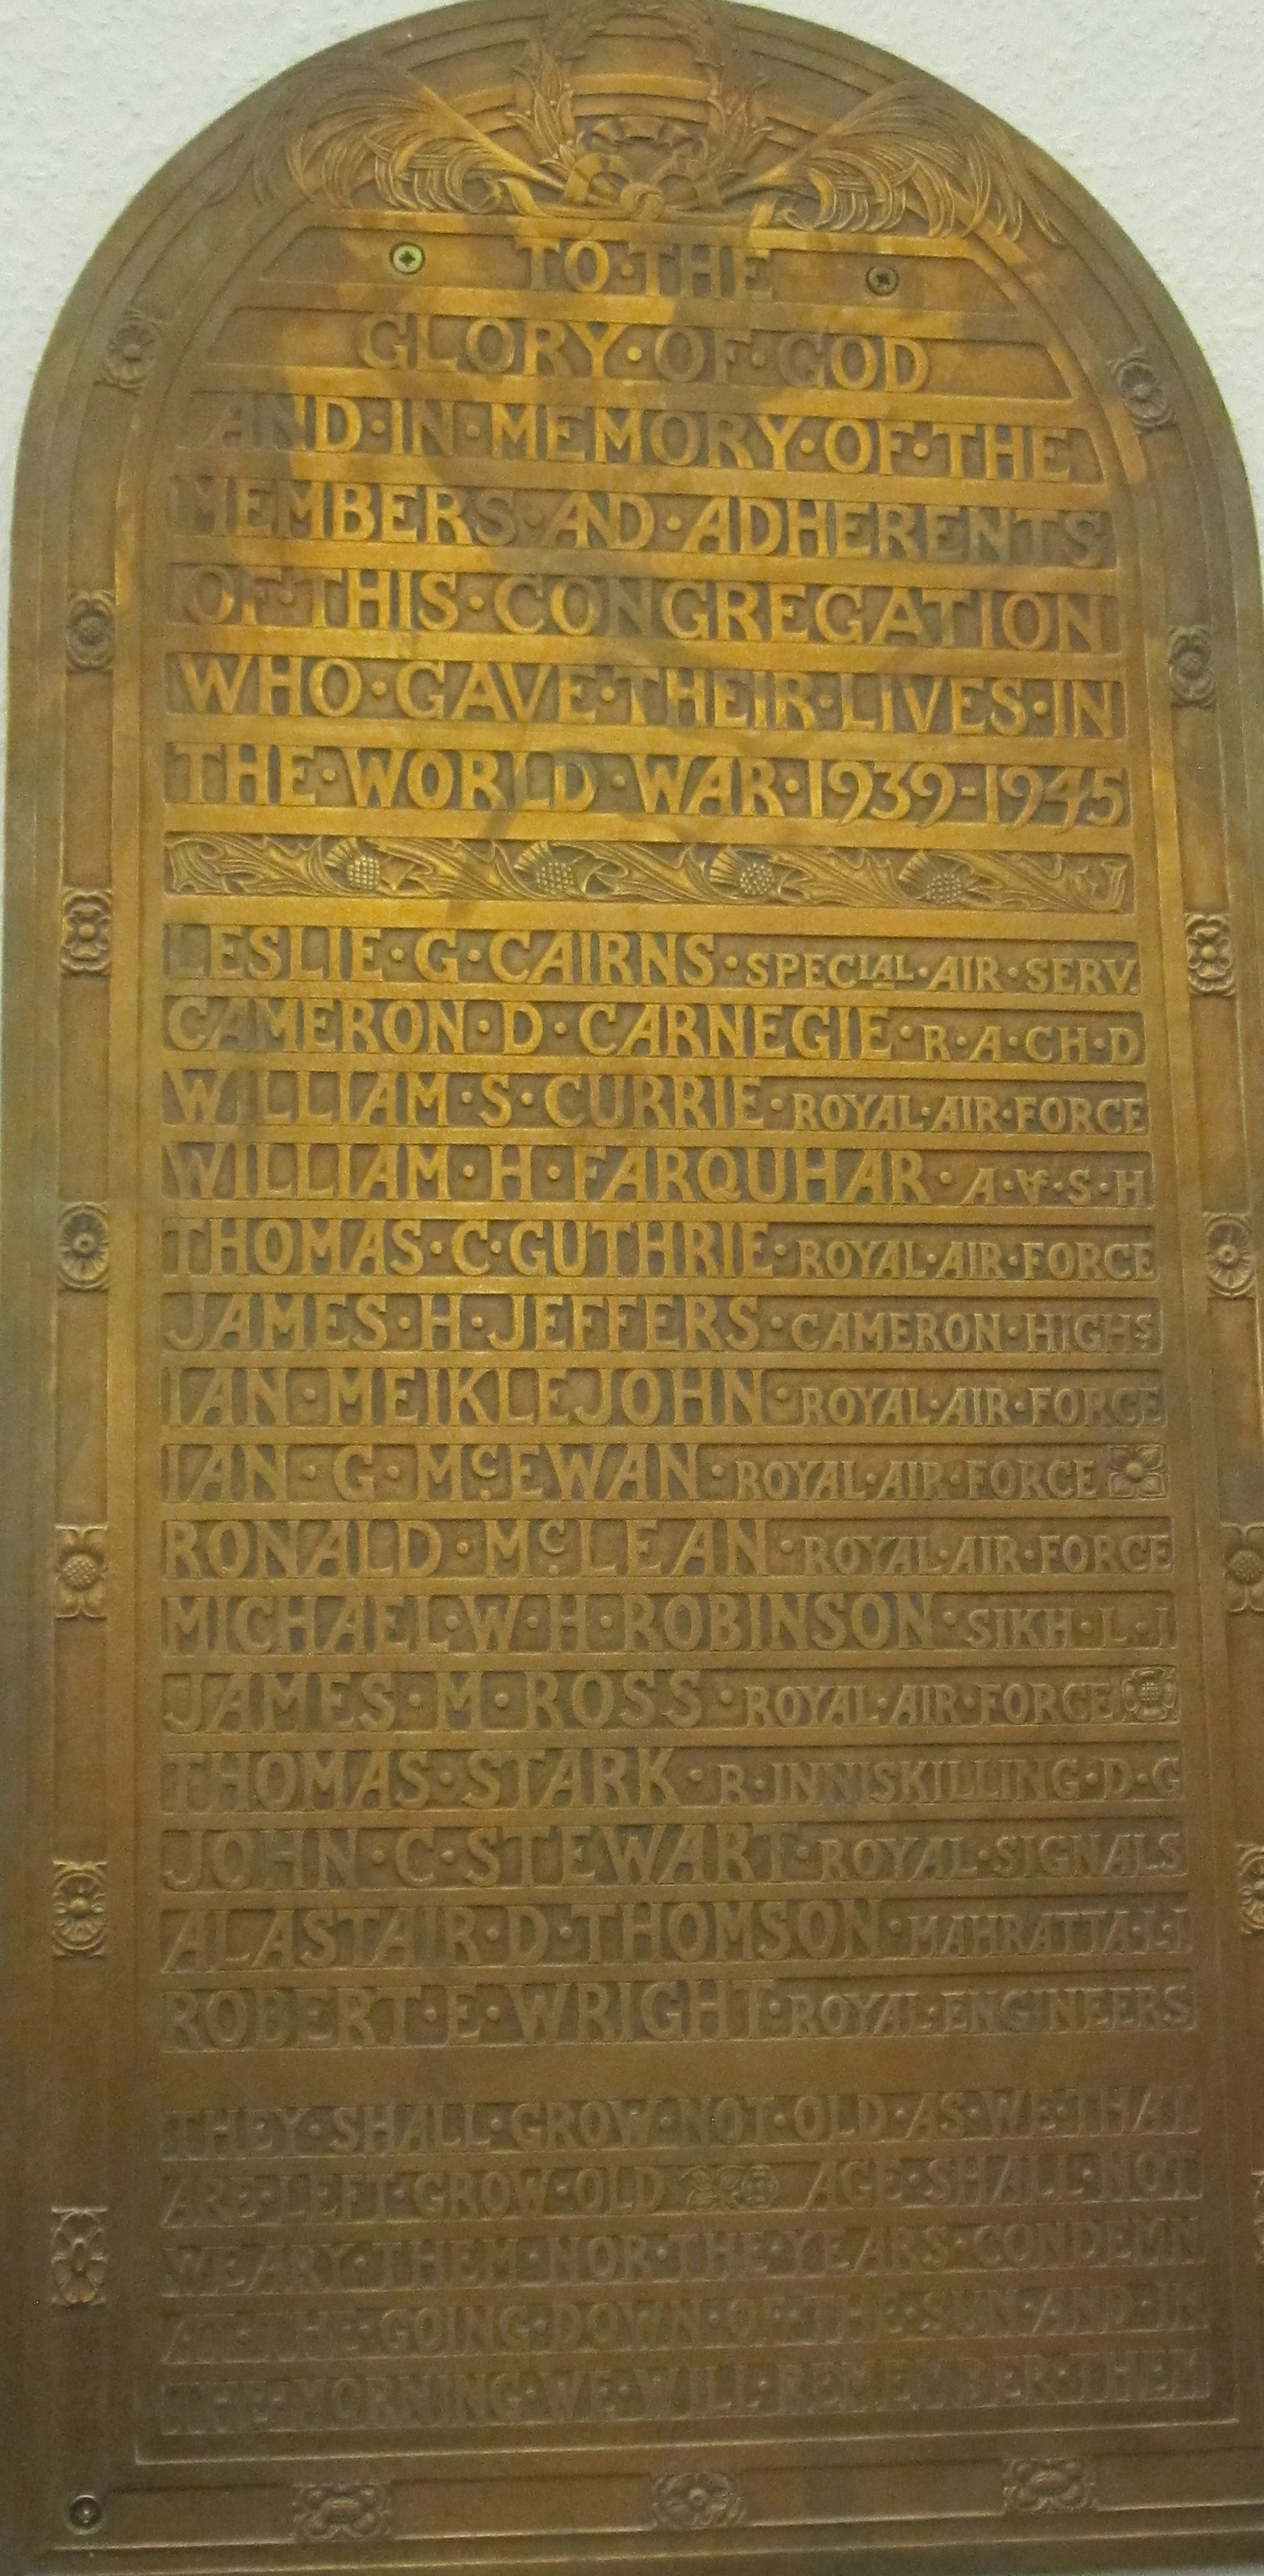 TO·THE
GLORY·OF·GOD
AND·IN·MEMORY·OF·THE
MEMBERS·AND·ADHERENTS
OF·THIS·CONGREGATION
WHO·GAVE·THEIR·LIVES·IN
THE·WORLD·WAR·1939-1945
LESLIE·G·CAIRNS·SPECIAL·AIR·SERV.
CAMERON·D·CARNEGIE·R·A·CH·D
WILLIAM·S·CURRIE·ROYAL·AIR·FORCE
WILLIAM·H·FARQUHAR·A·&·S·H
THOMAS·C·GUTHRIE·ROYAL·AIR·FORCE
JAMES·H·JEFFERS·CAMERON·HIGHS
IAN·MEIKLEJOHN·ROYAL·AIR·FORCE
IAN·G·McEWAN·ROYAL·AIR·FORCE
RONALD·McLEAN·ROYAL·AIR·FORCE
MICHAEL·W·H·ROBINSON·SIKH·L·I
JAMES·M·ROSS·ROYAL·AIR·FORCE
THOMAS·STARK·R·INNISKILLING·D·G
JOHN·C·STEWART·ROYAL·SIGNALS
ALASTAIR·D·THOMSON·MAHRATTA·L·I.
ROBERT·E·WRIGHT·ROYAL·ENGINEERS
THEY·SHALL·GROW·NOT·OLD·AS·WE·THAT
ARE·LEFT·GROW·OLD AGE·SHALL·NOT
WEARY·THEM·NOR·THE·YEARS·CONDEMN
AT·THE·GOING·DOWN·OF·THE·SUN·AND·IN
THE·MORNING·WE·WILL·REMEMBER·THEM